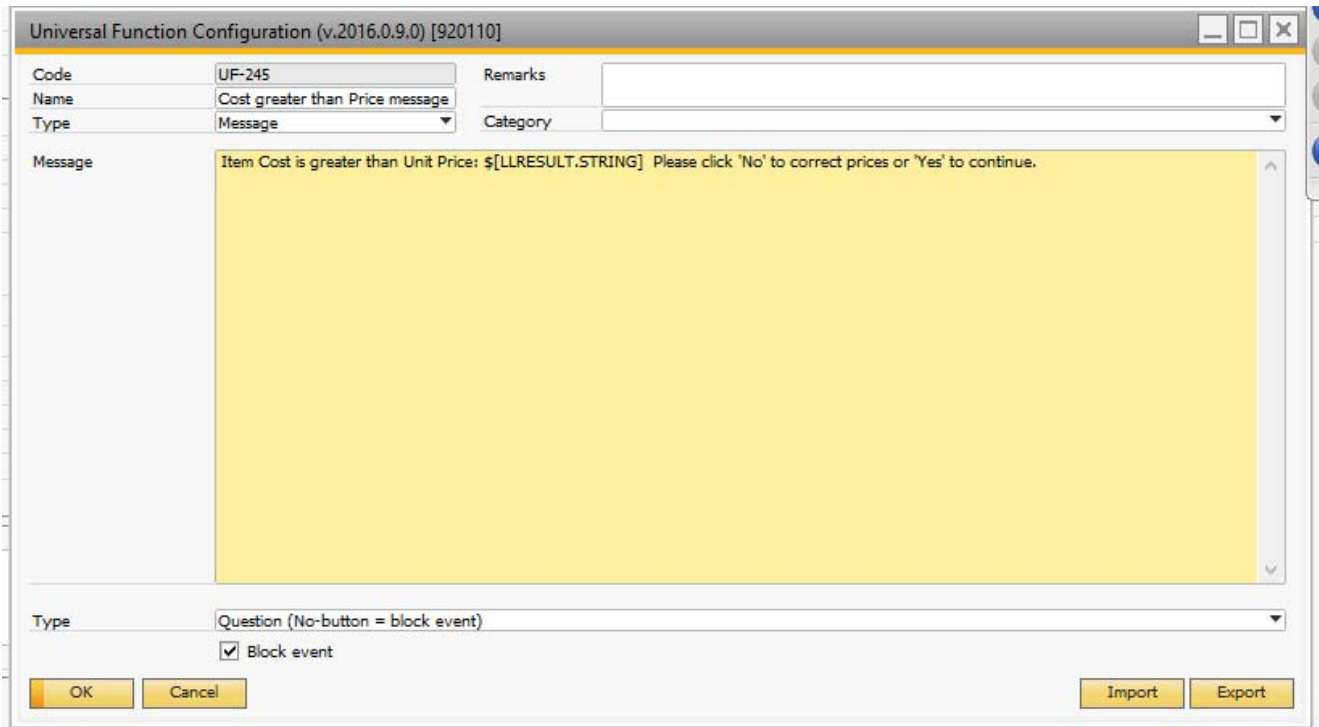 Universal Function Configuration (v.2016.0.9.0) [920110]
Code UF-245 Remarks
Name Cost greater than Price message
Type Message Category
Message Item Cost is greater than Unit Price: $[LLRESULT.STRING]  Please click 'No' to correct prices or 'Yes' to continue.
Type Question (No-button = block event)
Block event
OK Cancel Import Export